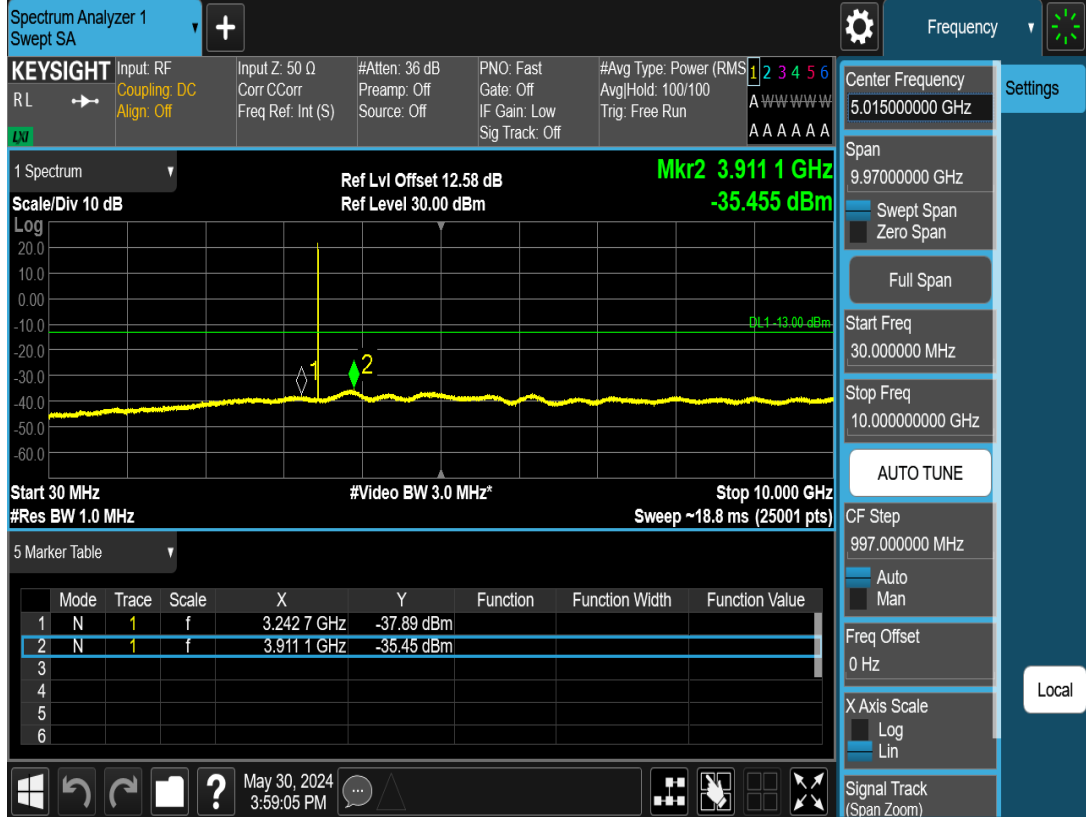 Spectrum Analyzer 1
Swept SA
+
Frequency
KEYSIGHT
RL
LXI
Input: RF
Coupling: DC
Align: Off
Input Z: 50 Ω
Corr CCorr
Freq Ref: Int (S)
#Atten: 36 dB
Preamp: Off
Source: Off
PNO: Fast
Gate: Off
IF Gain: Low
Sig Track: Off
#Avg Type: Power (RMS
Avg|Hold: 100/100
Trig: Free Run
1 2 3 4 5 6
A W W W W W
A A A A A A
1 Spectrum
Scale/Div 10 dB
Ref Lvl Offset 12.58 dB
Ref Level 30.00 dBm
Mkr2 3.911 1 GHz
-35.455 dBm
Log
20.0
10.0
0.00
-10.0
-20.0
-30.0
-40.0
-50.0
-60.0
DL1 -13.00 dBm
1
2
Start 30 MHz
#Video BW 3.0 MHz*
Stop 10.000 GHz
#Res BW 1.0 MHz
Sweep ~18.8 ms (25001 pts)
5 Marker Table
Mode Trace Scale X Y Function Function Width Function Value
1 N 1 f 3.242 7 GHz -37.89 dBm
2 N 1 f 3.911 1 GHz -35.45 dBm
3
4
5
6
?
May 30, 2024
3:59:05 PM
Center Frequency
5.015000000 GHz
Settings
Span
9.97000000 GHz
Swept Span
Zero Span
Full Span
Start Freq
30.000000 MHz
Stop Freq
10.000000000 GHz
AUTO TUNE
CF Step
997.000000 MHz
Auto
Man
Freq Offset
0 Hz
X Axis Scale
Log
Lin
Local
Signal Track
(Span Zoom)